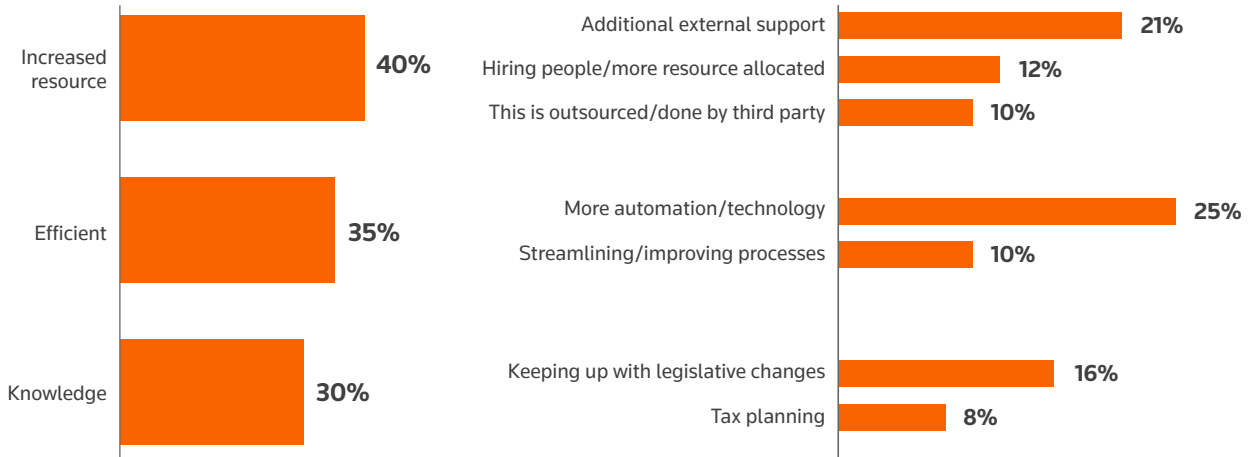 Increased
resource
40%
Efficient
35%
Knowledge
30%
Additional external support
21%
Hiring people/more resource allocated
12%
This is outsourced/done by third party
10%
More automation/technology
25%
Streamlining/improving processes
10%
Keeping up with legislative changes
16%
Tax planning
8%